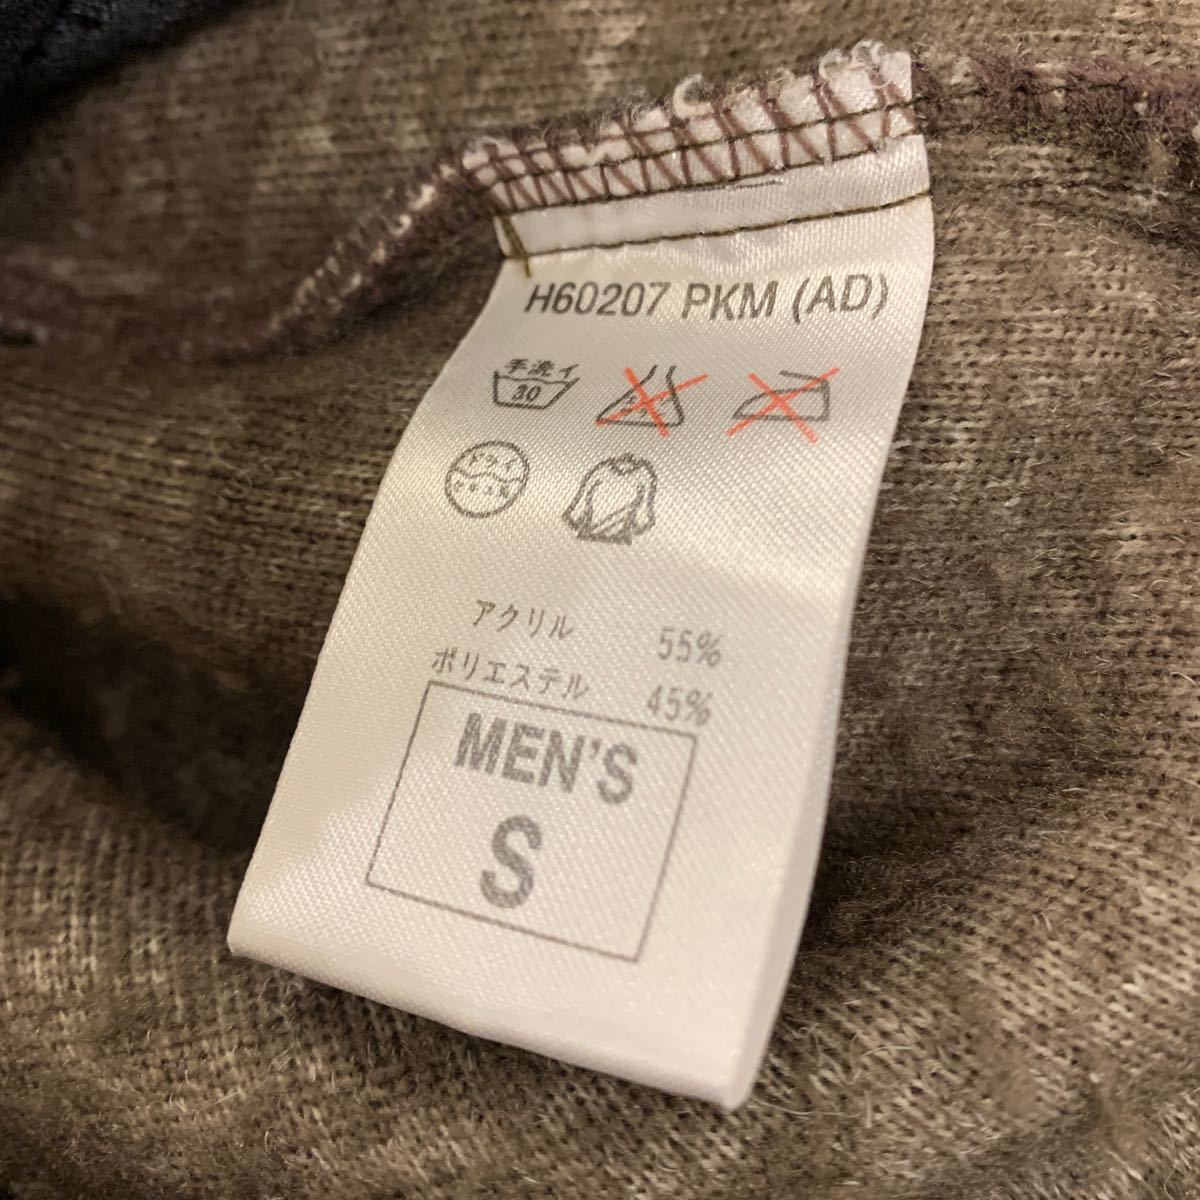 H60207 PKM (AD)
手洗イ
30
アクリル 55%
ポリエステル 45%
MEN'S
S